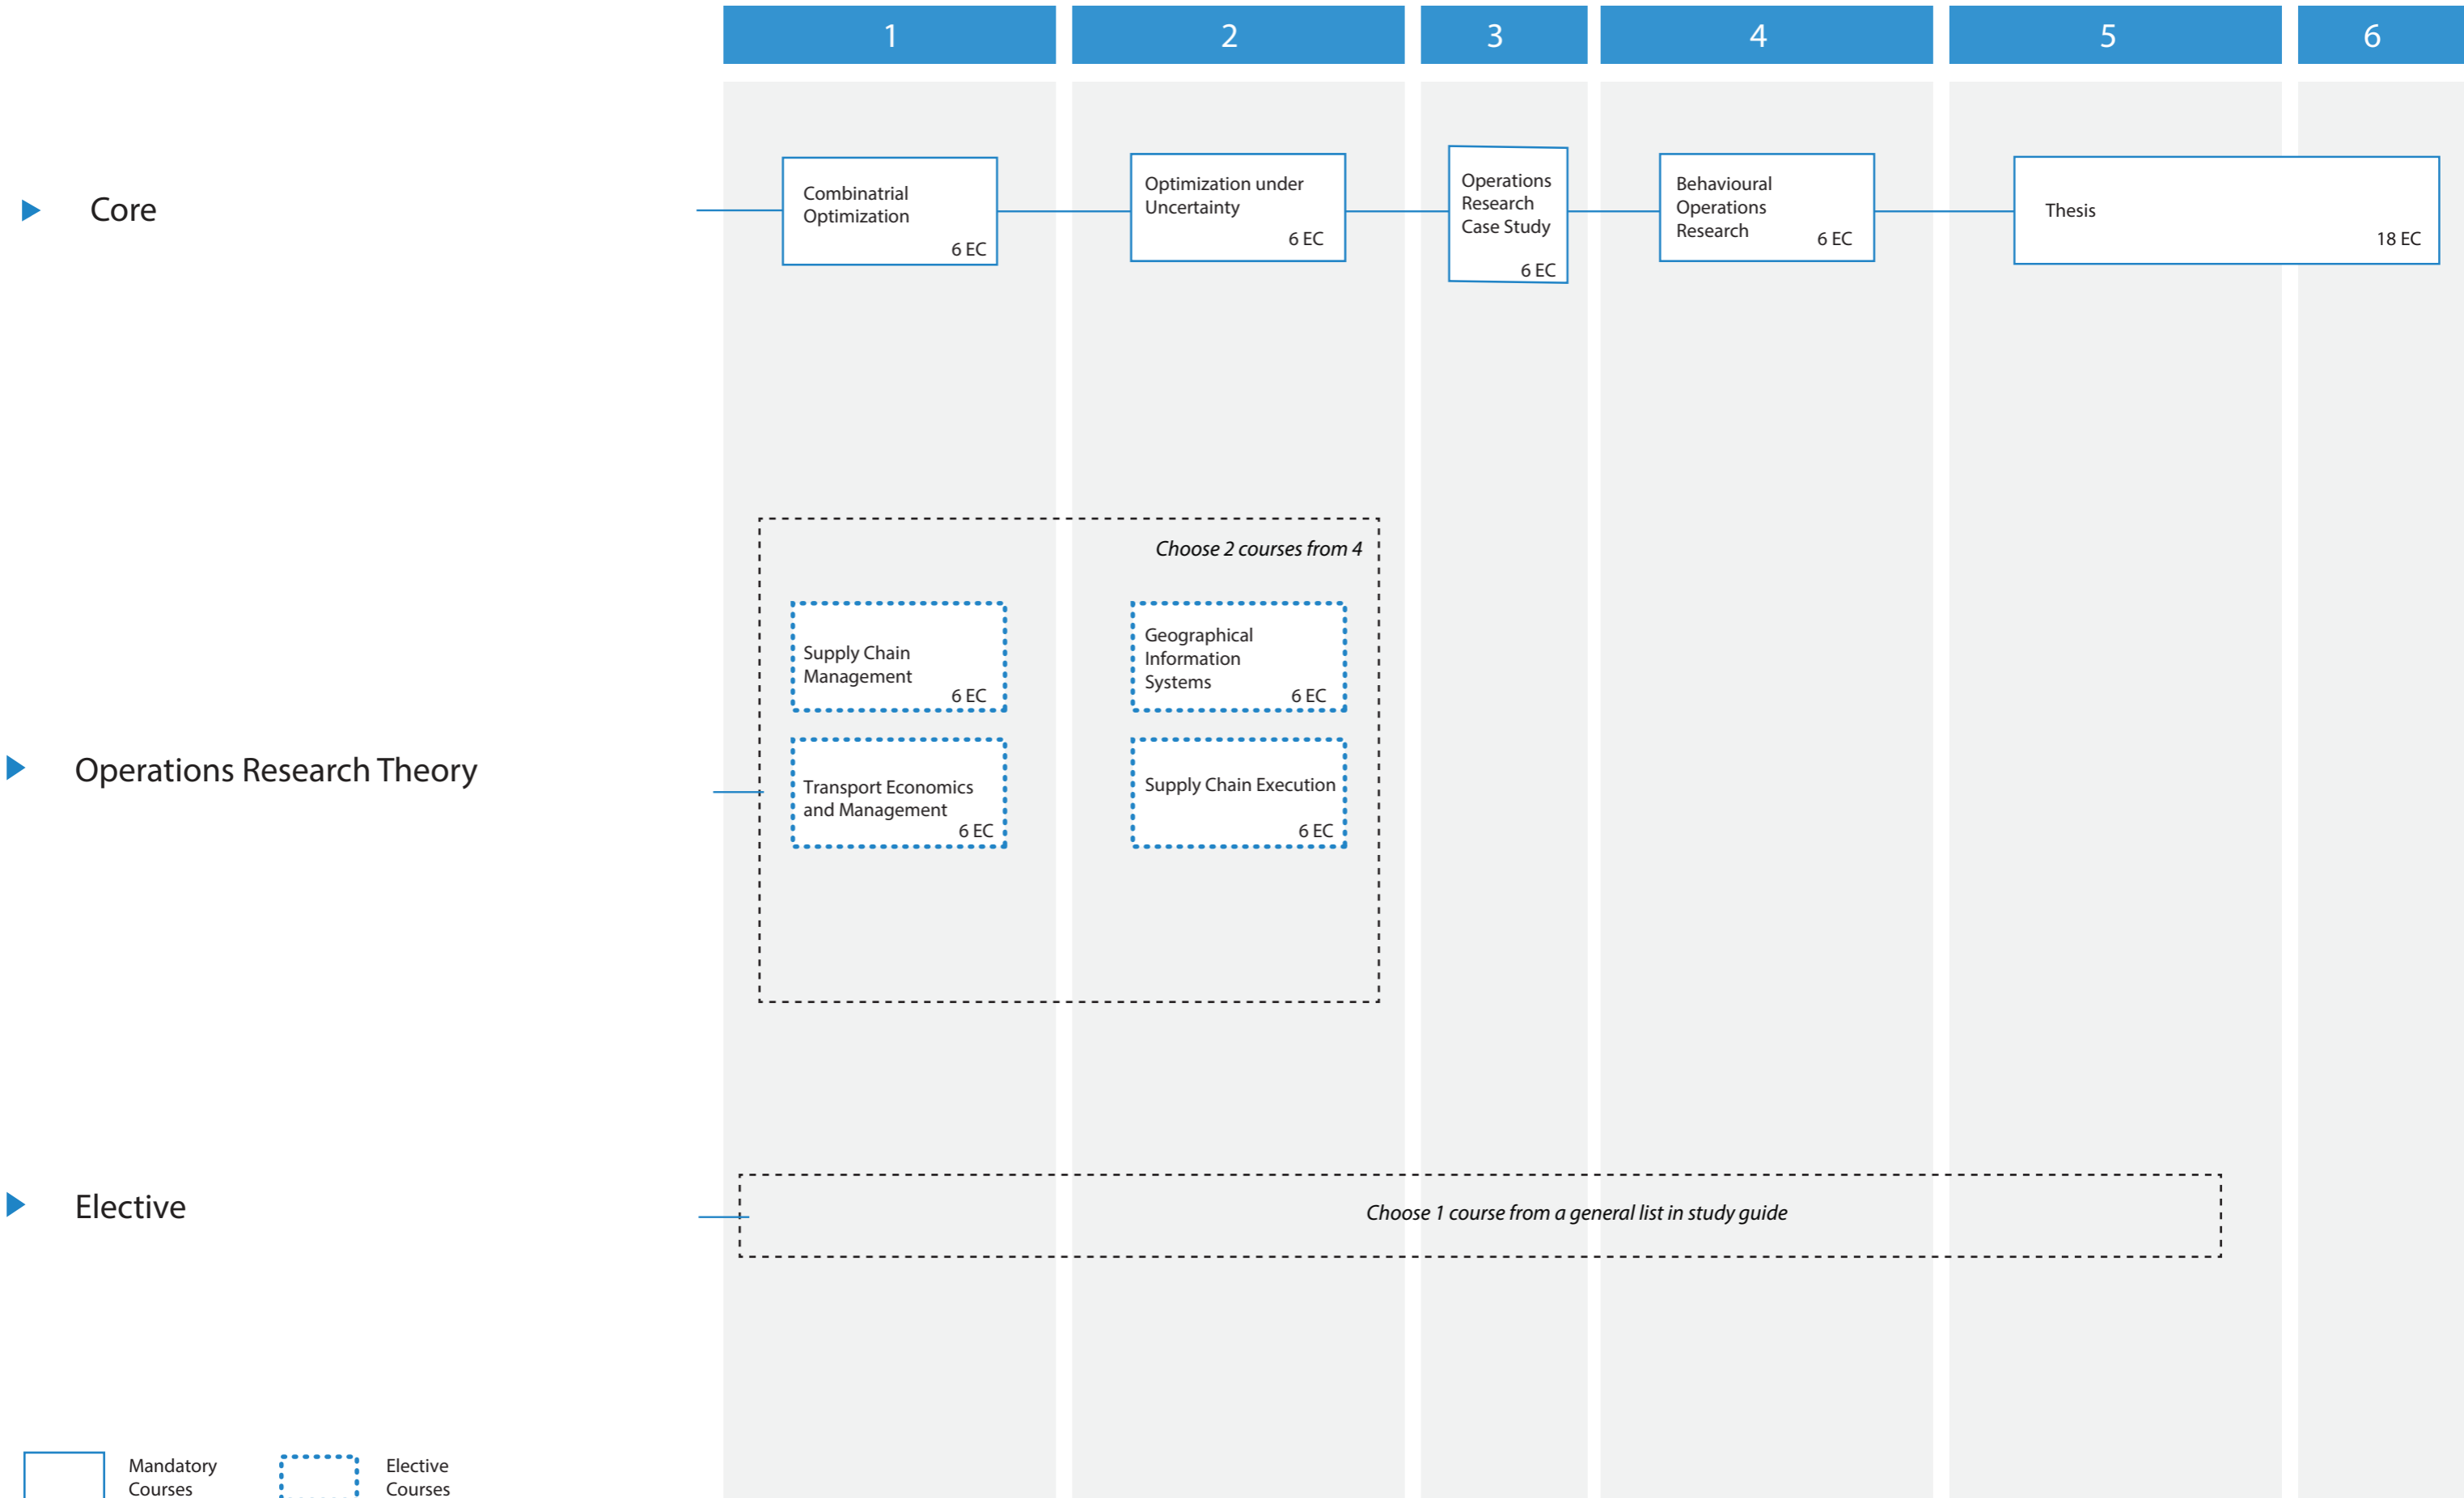 1
2
3
4
5
6
Core
Combinatrial
Optimization
6 EC
Optimization under
Uncertainty
6 EC
Operations
Research
Case Study
6 EC
Behavioural
Operations
Research
6 EC
Thesis
18 EC
Choose 2 courses from 4
Supply Chain
Management
6 EC
Geographical
Information
Systems
6 EC
Operations Research Theory
Transport Economics
and Management
6 EC
Supply Chain Execution
6 EC
Elective
Choose 1 course from a general list in study guide
Mandatory
Courses
Elective
Courses